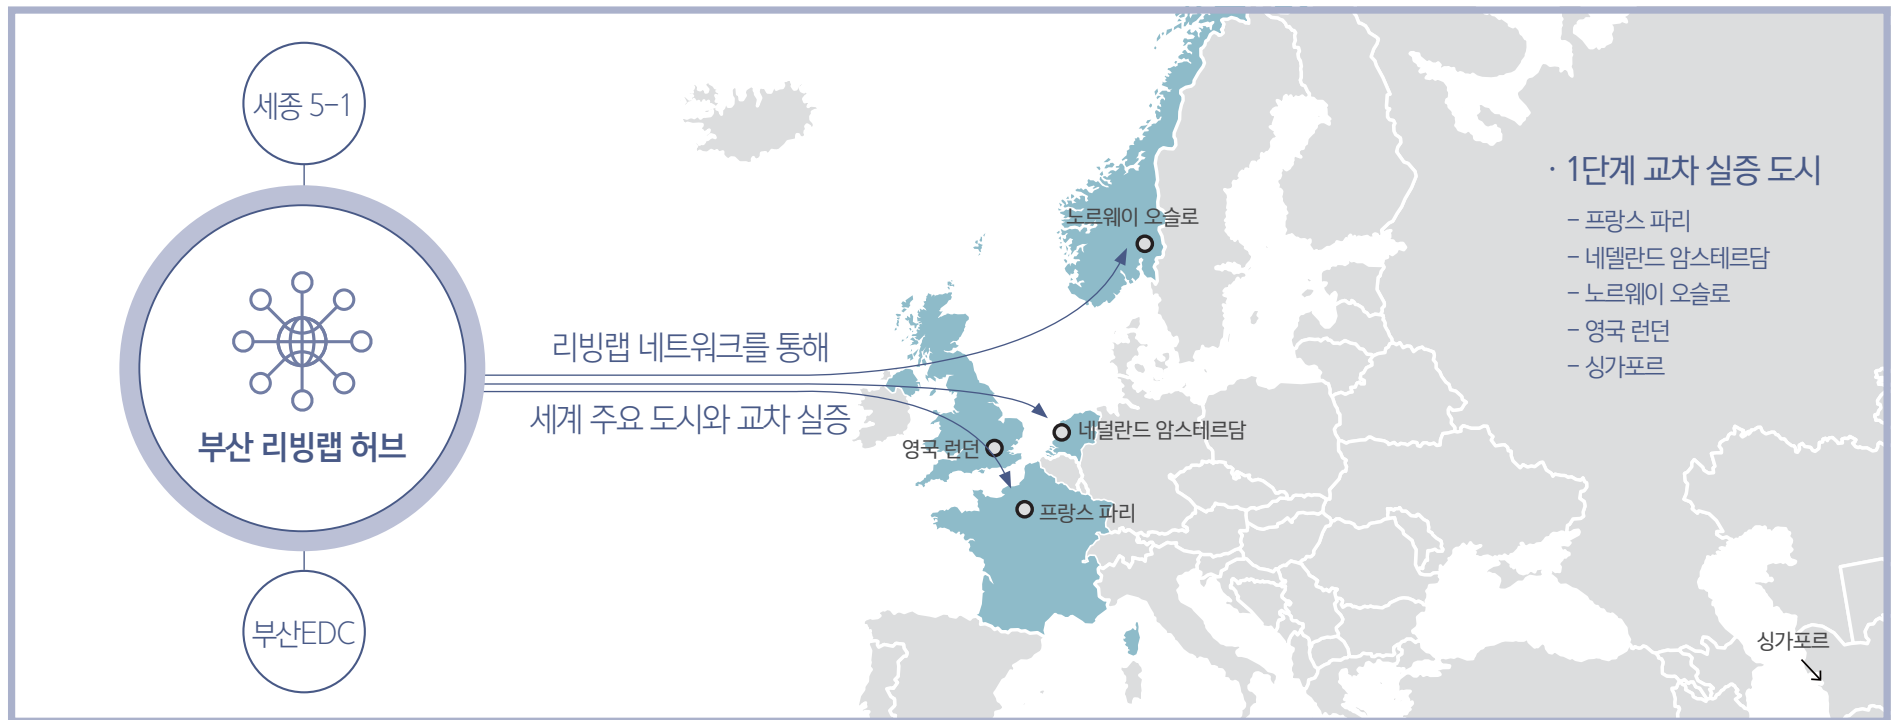 세종 5-1
부산 리빙랩 허브
부산EDC
리빙랩 네트워크를 통해
세계 주요 도시와 교차 실증
노르웨이 오슬로
네덜란드 암스테르담
영국 런던
프랑스 파리
· 1단계 교차 실증 도시
- 프랑스 파리
- 네델란드 암스테르담
- 노르웨이 오슬로
- 영국 런던
- 싱가포르
싱가포르